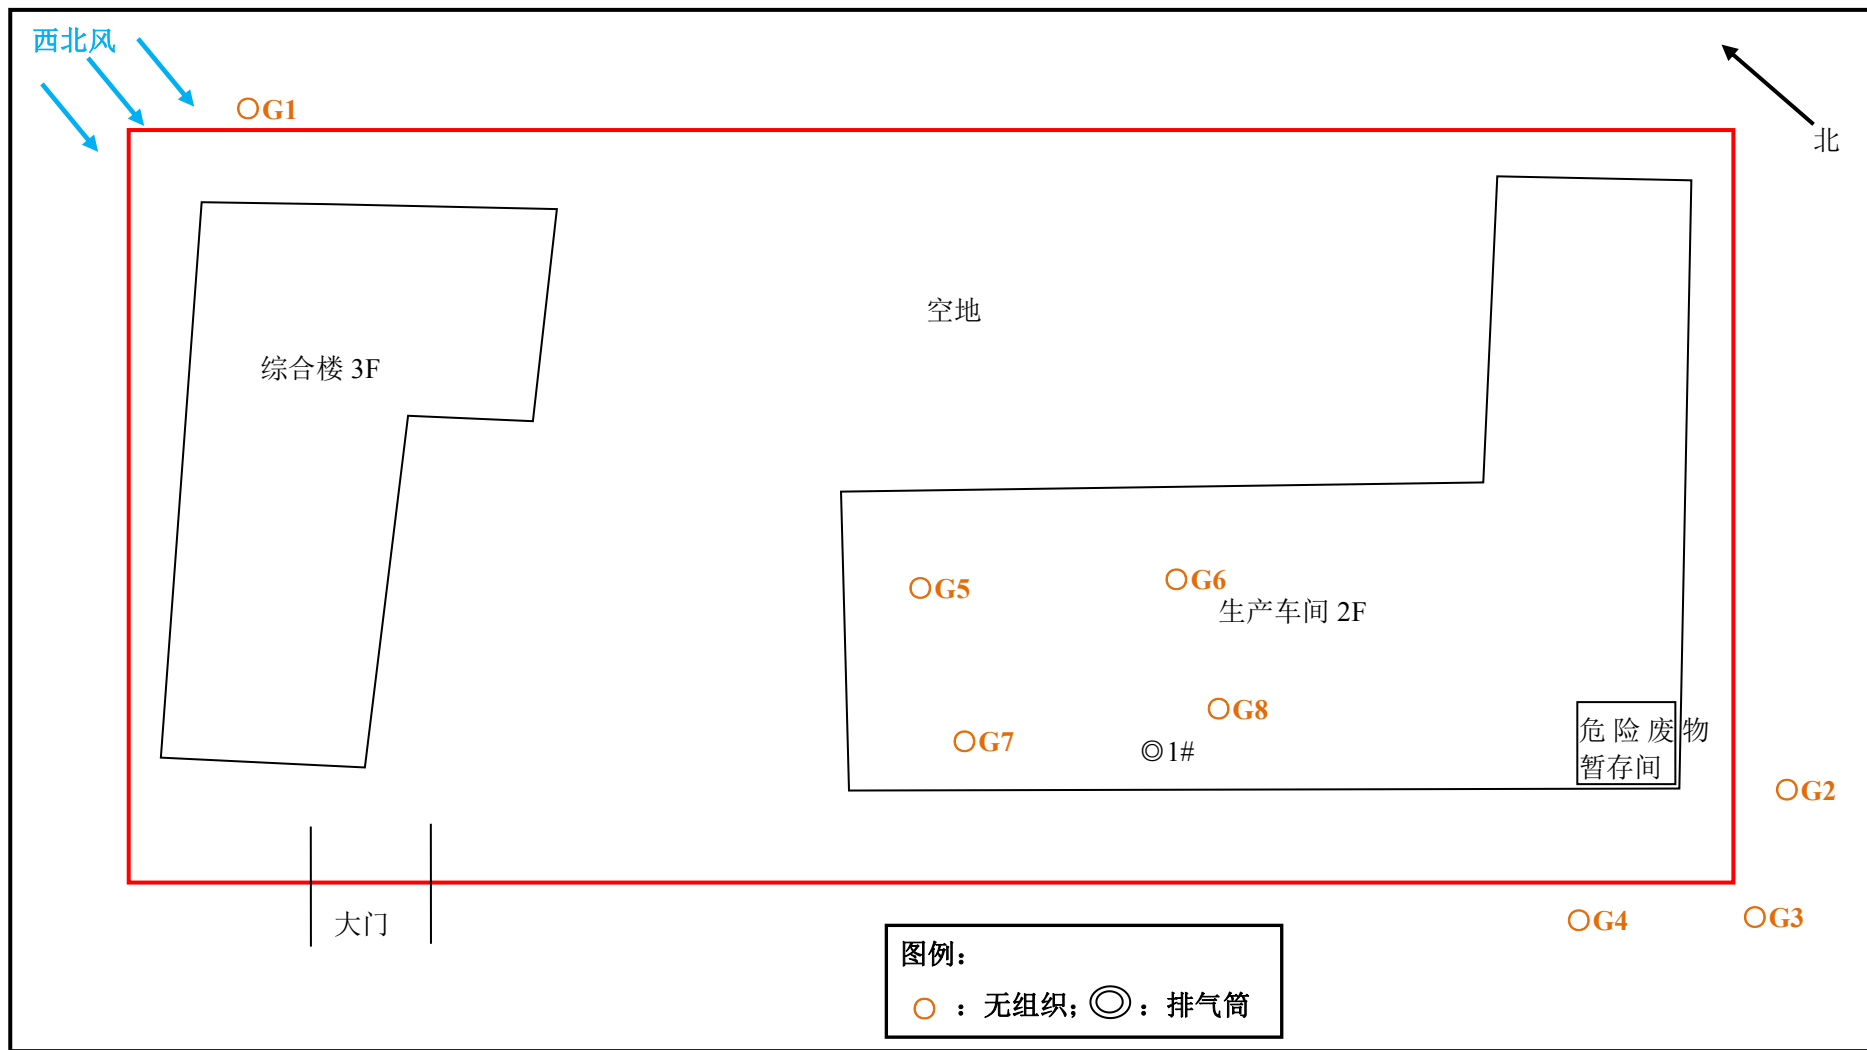 西北风
G1
北
空地
综合楼 3F
G5
G6
生产车间 2F
G7
G8
◎1#
危险废物
暂存间
G2
大门
G4
G3
图例：
○：无组织；◎：排气筒